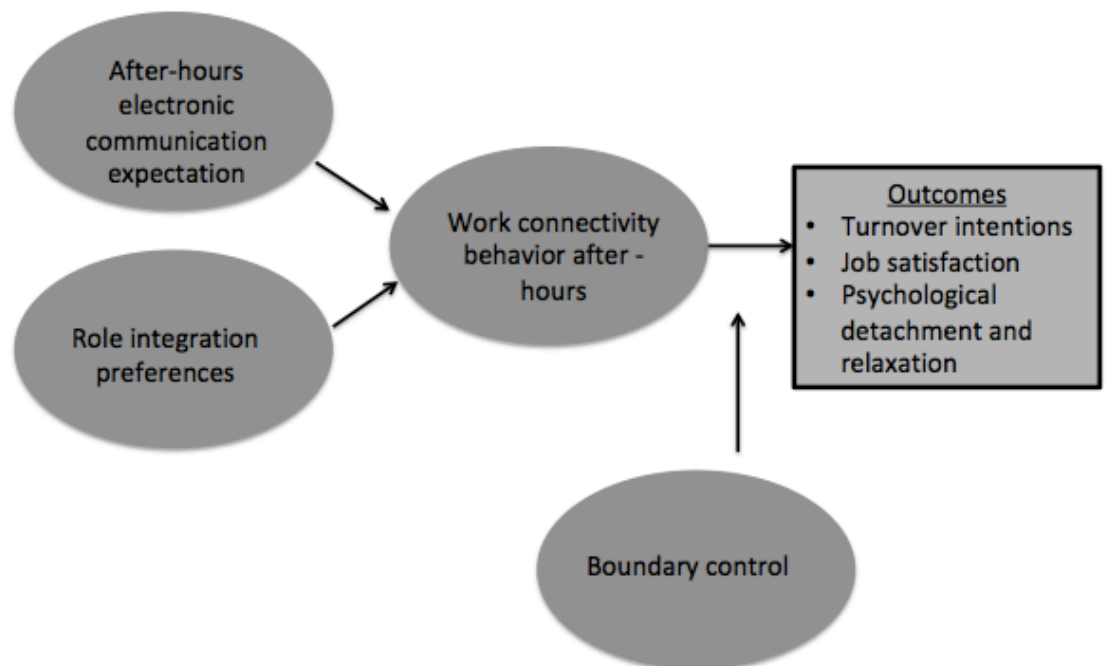 After-hours
electronic
communication
expectation
Role integration
preferences
Work connectivity
behavior after -
hours
Outcomes
• Turnover intentions
• Job satisfaction
• Psychological
detachment and
relaxation
Boundary control